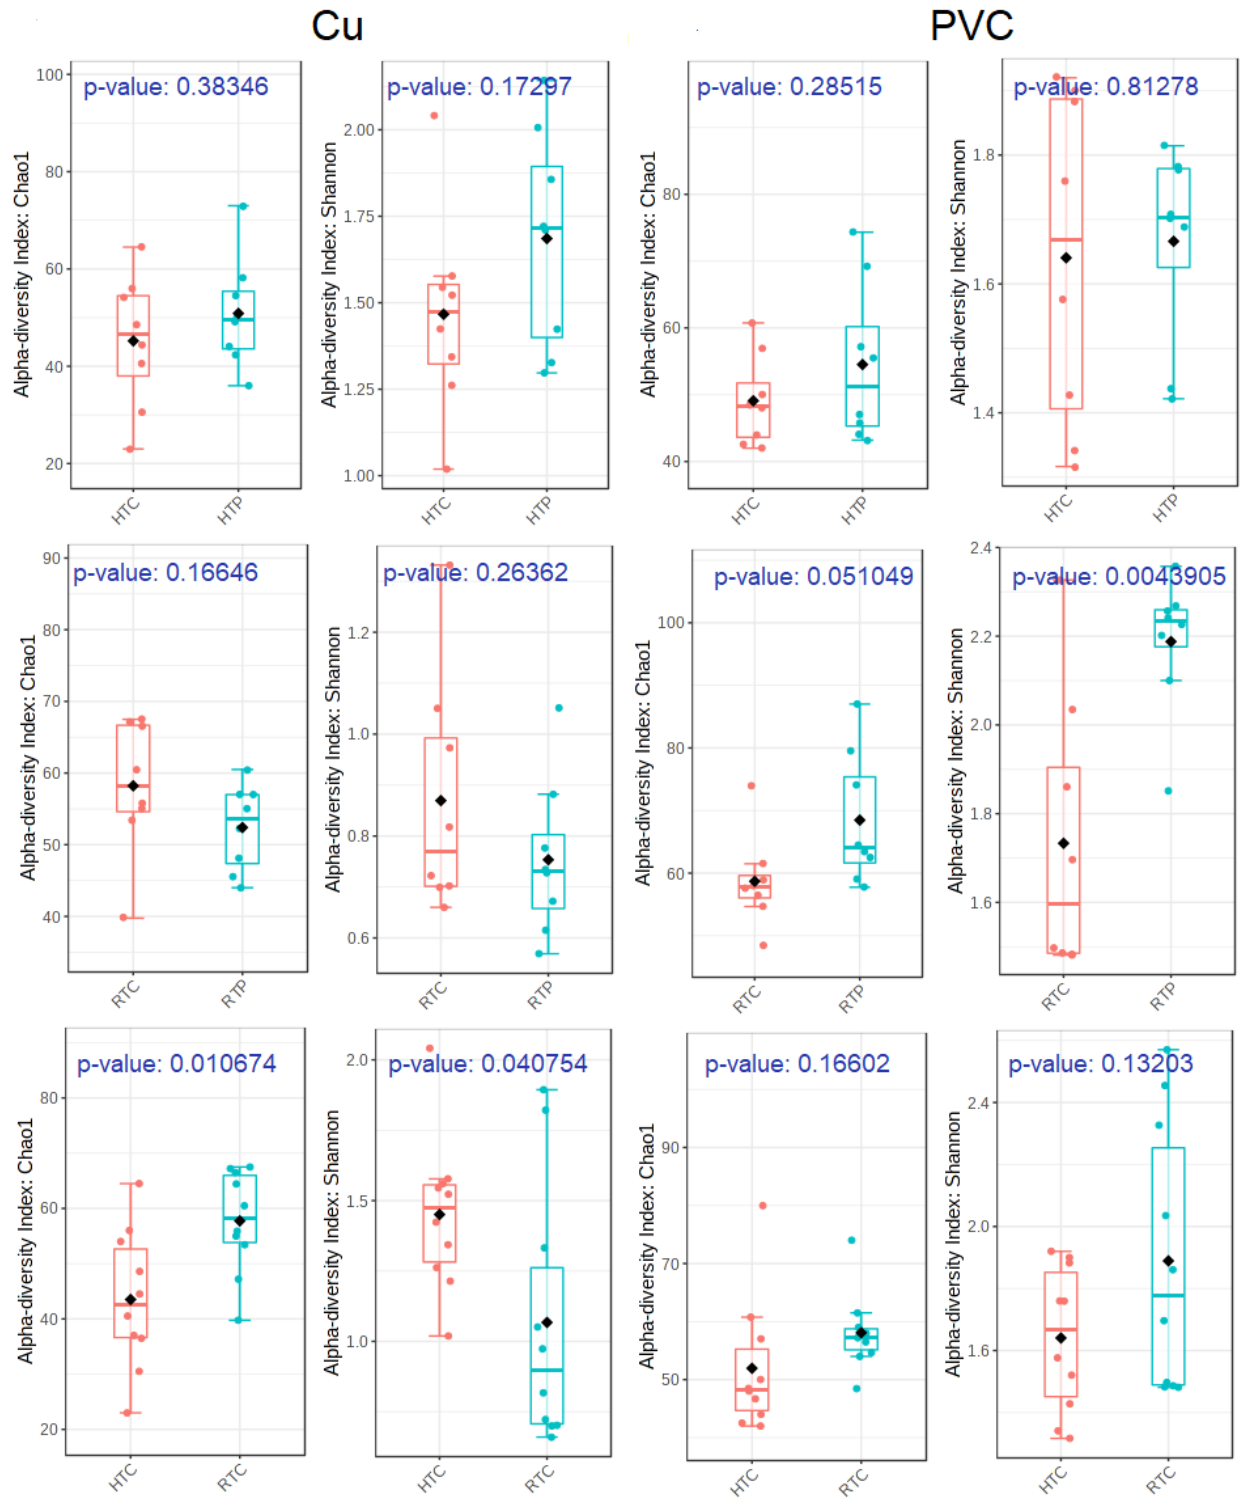 Cu
PVC
p-value: 0.38346
Alpha-diversity Index: Chao1
100
80
60
40
20
HTC
HTP
p-value: 0.17297
Alpha-diversity Index: Shannon
2.00
1.75
1.50
1.25
1.00
HTC
HTP
p-value: 0.28515
Alpha-diversity Index: Chao1
80
60
40
HTC
HTP
p-value: 0.81278
Alpha-diversity Index: Shannon
1.8
1.6
1.4
HTC
HTP
p-value: 0.16646
Alpha-diversity Index: Chao1
90
80
70
60
50
40
RTC
RTP
p-value: 0.26362
Alpha-diversity Index: Shannon
1.2
1.0
0.8
0.6
RTC
RTP
p-value: 0.051049
Alpha-diversity Index: Chao1
100
80
60
RTC
RTP
p-value: 0.0043905
Alpha-diversity Index: Shannon
2.4
2.2
2.0
1.8
1.6
RTC
RTP
p-value: 0.010674
Alpha-diversity Index: Chao1
80
60
40
20
HTC
RTC
p-value: 0.040754
Alpha-diversity Index: Shannon
2.0
1.5
1.0
HTC
RTC
p-value: 0.16602
Alpha-diversity Index: Chao1
90
70
50
HTC
RTC
p-value: 0.13203
Alpha-diversity Index: Shannon
2.4
2.0
1.6
HTC
RTC